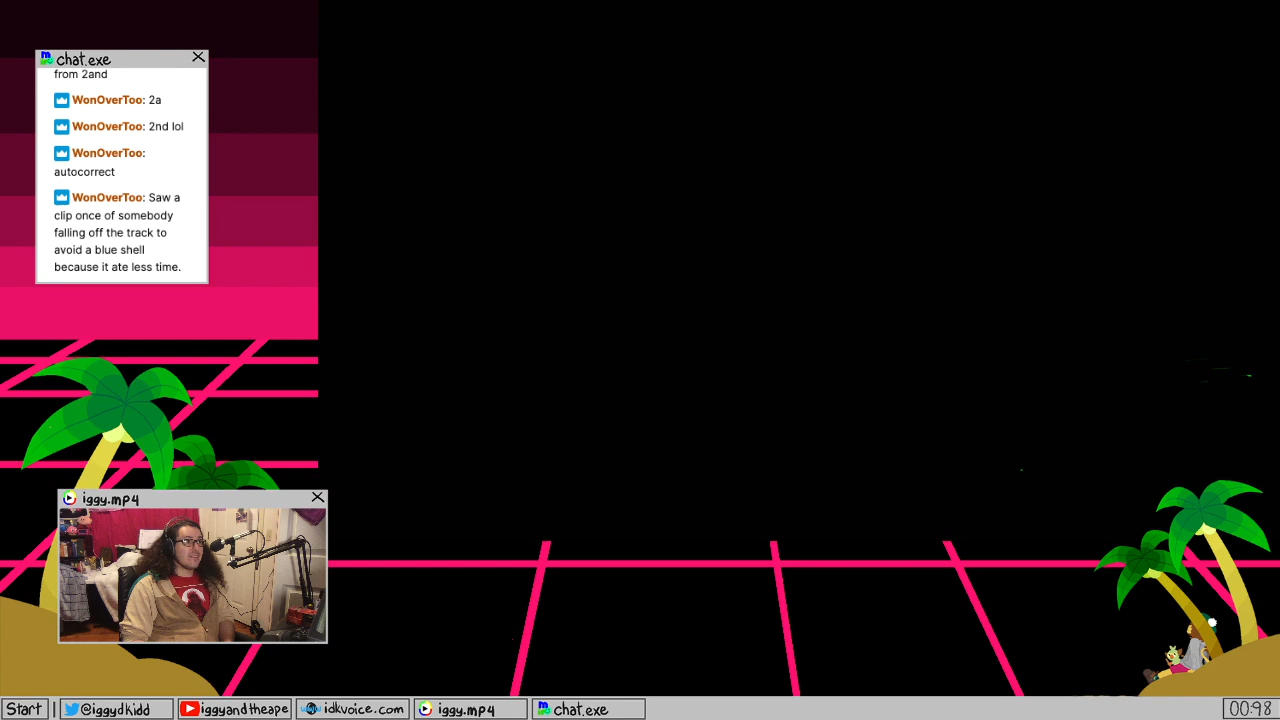 chat.exe
from 2and
WonOverToo: 2a
WonOverToo: 2nd lol
WonOverToo:
autocorrect
WonOverToo: Saw a
clip once of somebody
falling off the track to
avoid a blue shell
because it ate less time.
iggy.mp4
Start | @iggydkidd iggyandtheape www idkvoice.com iggy.mp4 chat.exe 00:98